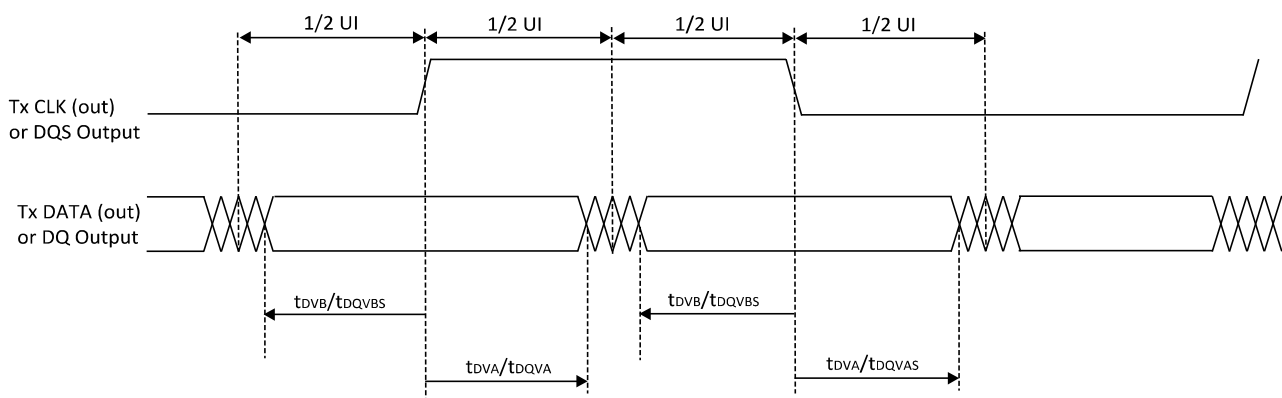 1/2 UI 1/2 UI 1/2 UI 1/2 UI
Tx CLK (out)
or DQS Output
Tx DATA (out)
or DQ Output
tDVB/tDQVBS tDVB/tDQVBS
tDVA/tDQVA tDVA/tDQVAS